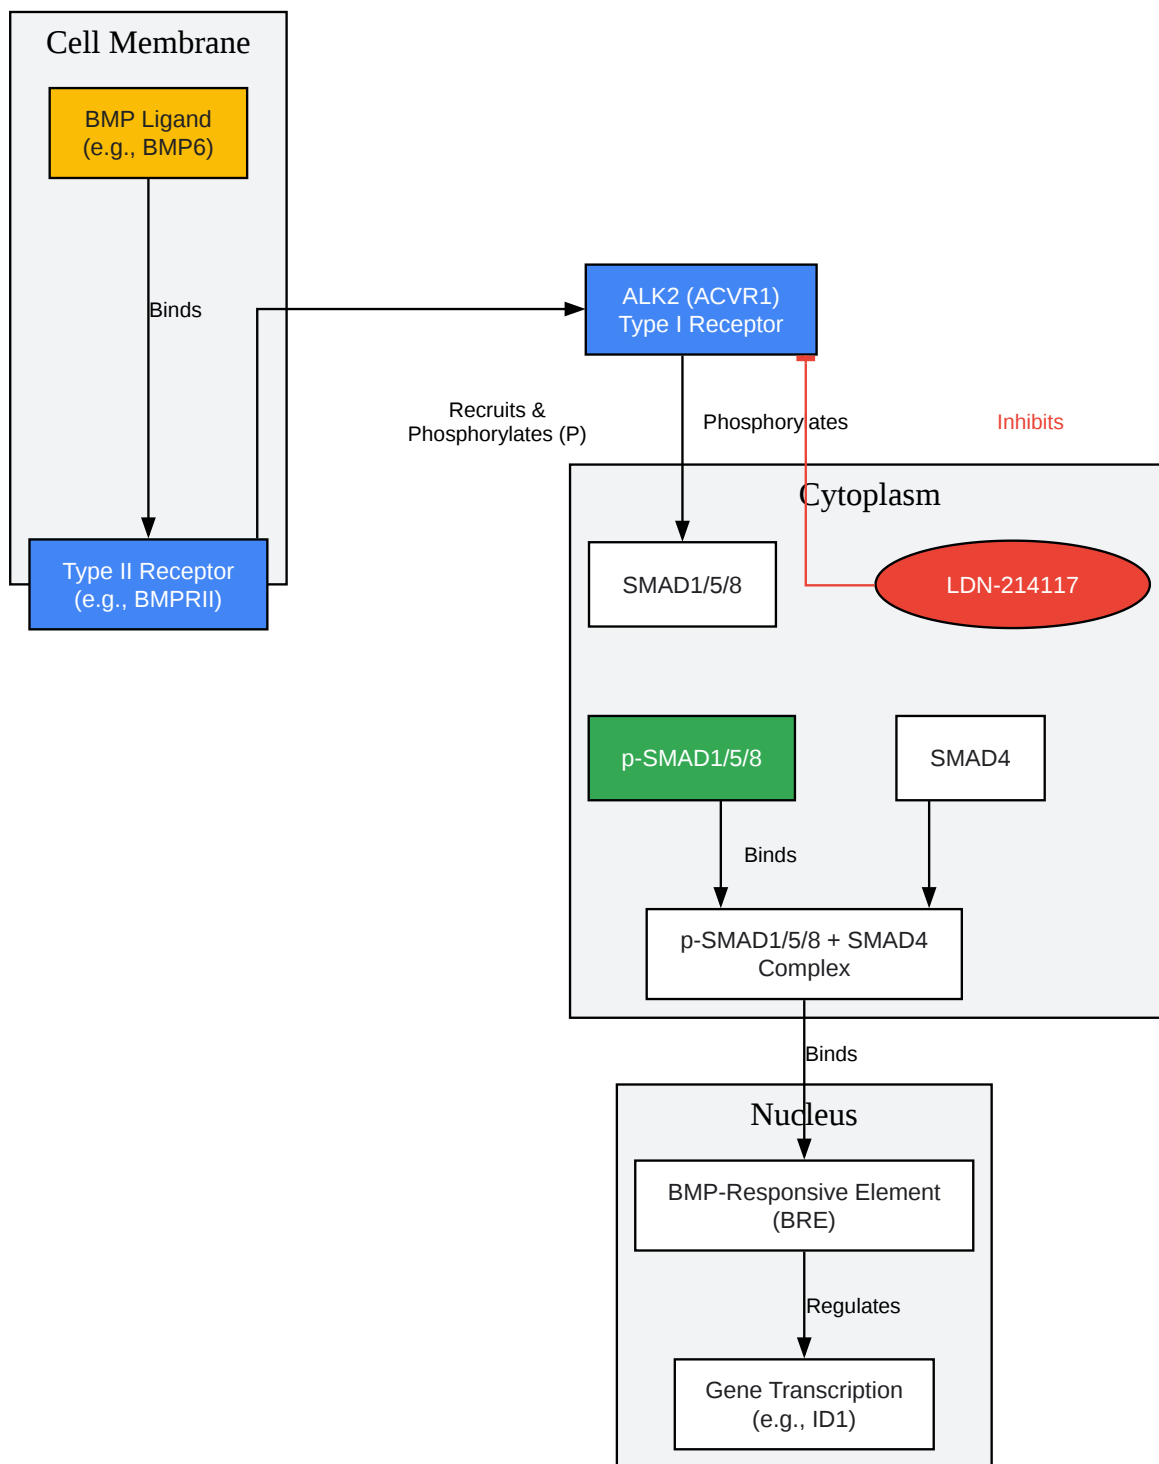 Cell Membrane
BMP Ligand
(e.g., BMP6)
Binds
ALK2 (ACVR1)
Type I Receptor
Recruits &
Phosphorylates (P)
Phosphorylates
Inhibits
Type II Receptor
(e.g., BMPRII)
Cytoplasm
SMAD1/5/8
LDN-214117
p-SMAD1/5/8
SMAD4
Binds
p-SMAD1/5/8 + SMAD4
Complex
Binds
Nucleus
BMP-Responsive Element
(BRE)
Regulates
Gene Transcription
(e.g., ID1)